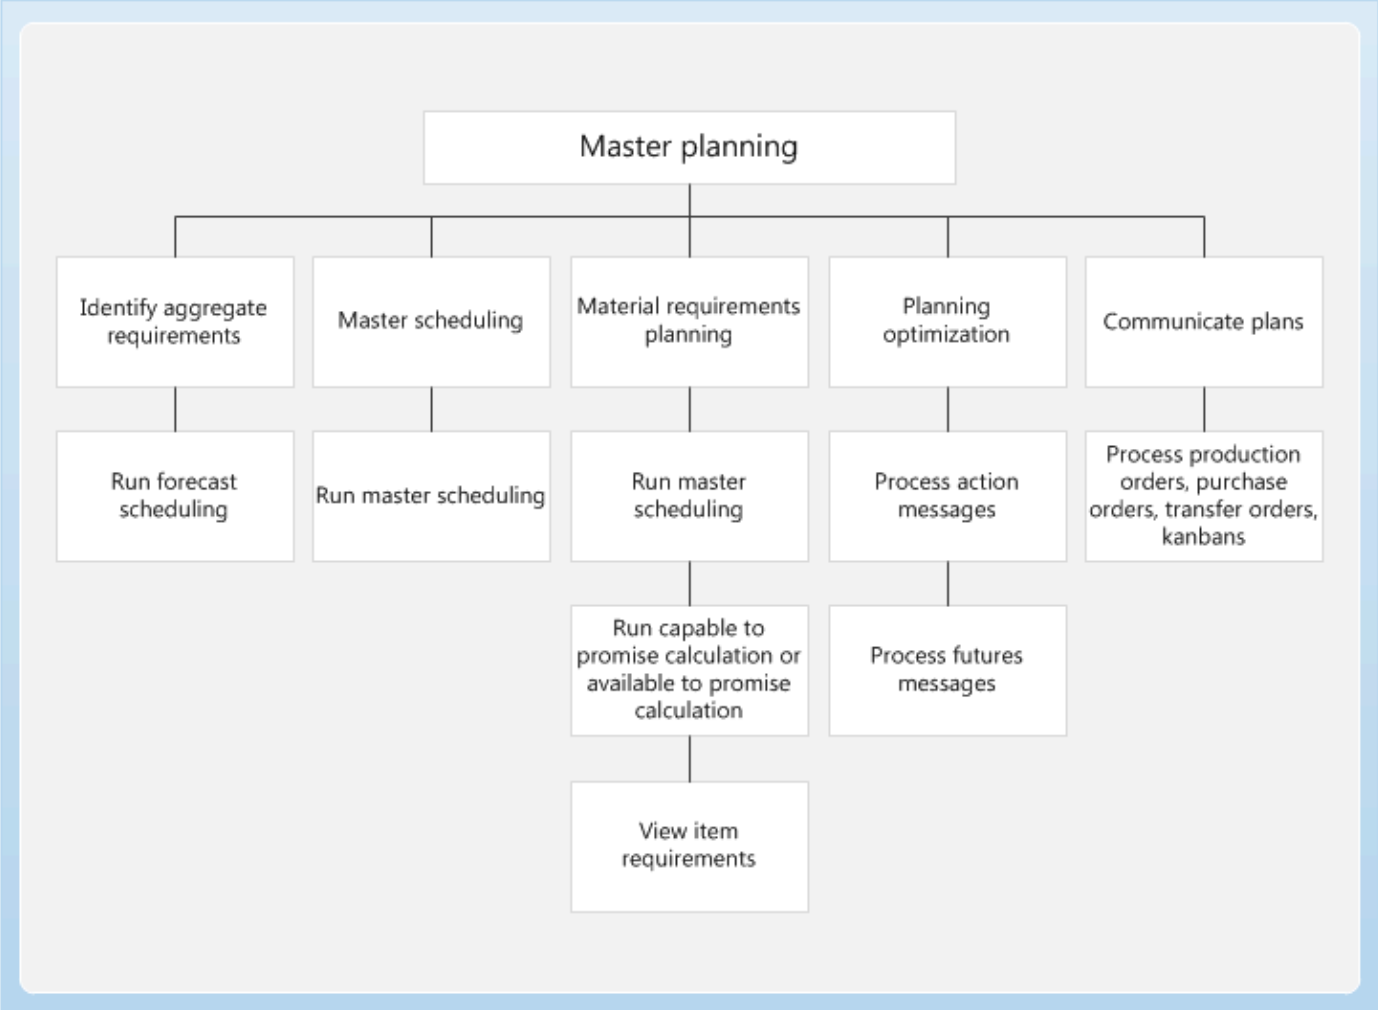 Master planning
Identify aggregate
requirements
Master scheduling
Material requirements
planning
Planning
optimization
Communicate plans
Run forecast
scheduling
Run master scheduling
Run master
scheduling
Process action
messages
Process production
orders, purchase
orders, transfer orders,
kanbans
Run capable to
promise calculation or
available to promise
calculation
Process futures
messages
View item
requirements